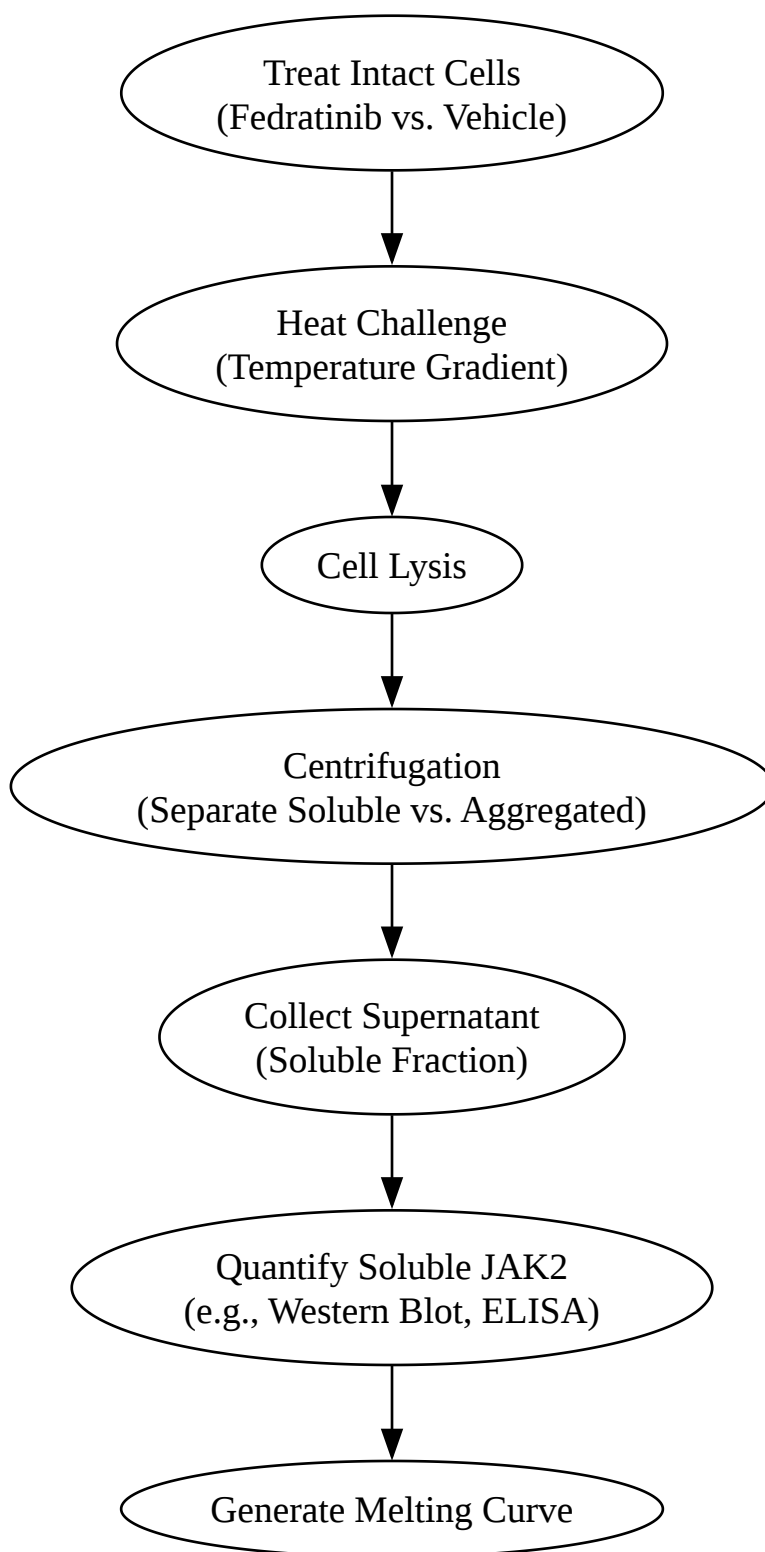 Treat Intact Cells
(Fedratinib vs. Vehicle)
Heat Challenge
(Temperature Gradient)
Cell Lysis
Centrifugation
(Separate Soluble vs. Aggregated)
Collect Supernatant
(Soluble Fraction)
Quantify Soluble JAK2
(e.g., Western Blot, ELISA)
Generate Melting Curve